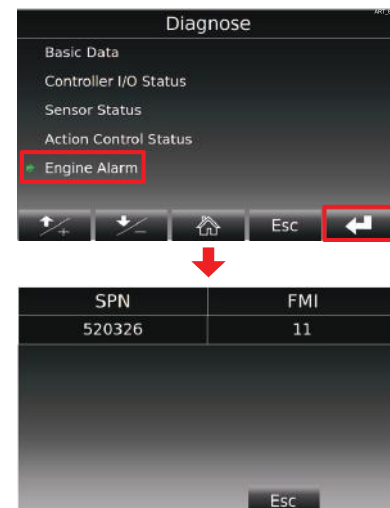 Diagnose
Basic Data
Controller I/O Status
Sensor Status
Action Control Status
Engine Alarm
Esc
SPN FMI
520326 11
Esc